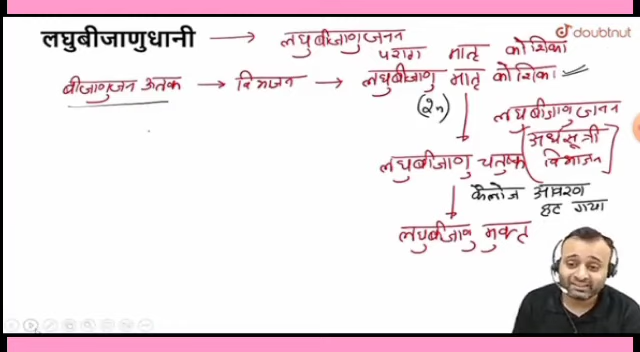 लघुबीजाणुधानी → लघुबीजाणुजनन
doubtnut
पराग मातृ कोशिका
बीजाणुजन ऊतक → विभाजन → लघुबीजाणु मातृ कोशिका
(2n)
लघुबीजाणुजनन
लघुबीजाणु चतुष्क (अर्धसूत्री
विभाजन)
कैलोज आवरण
हट गया
लघुबीजाणु मुक्त